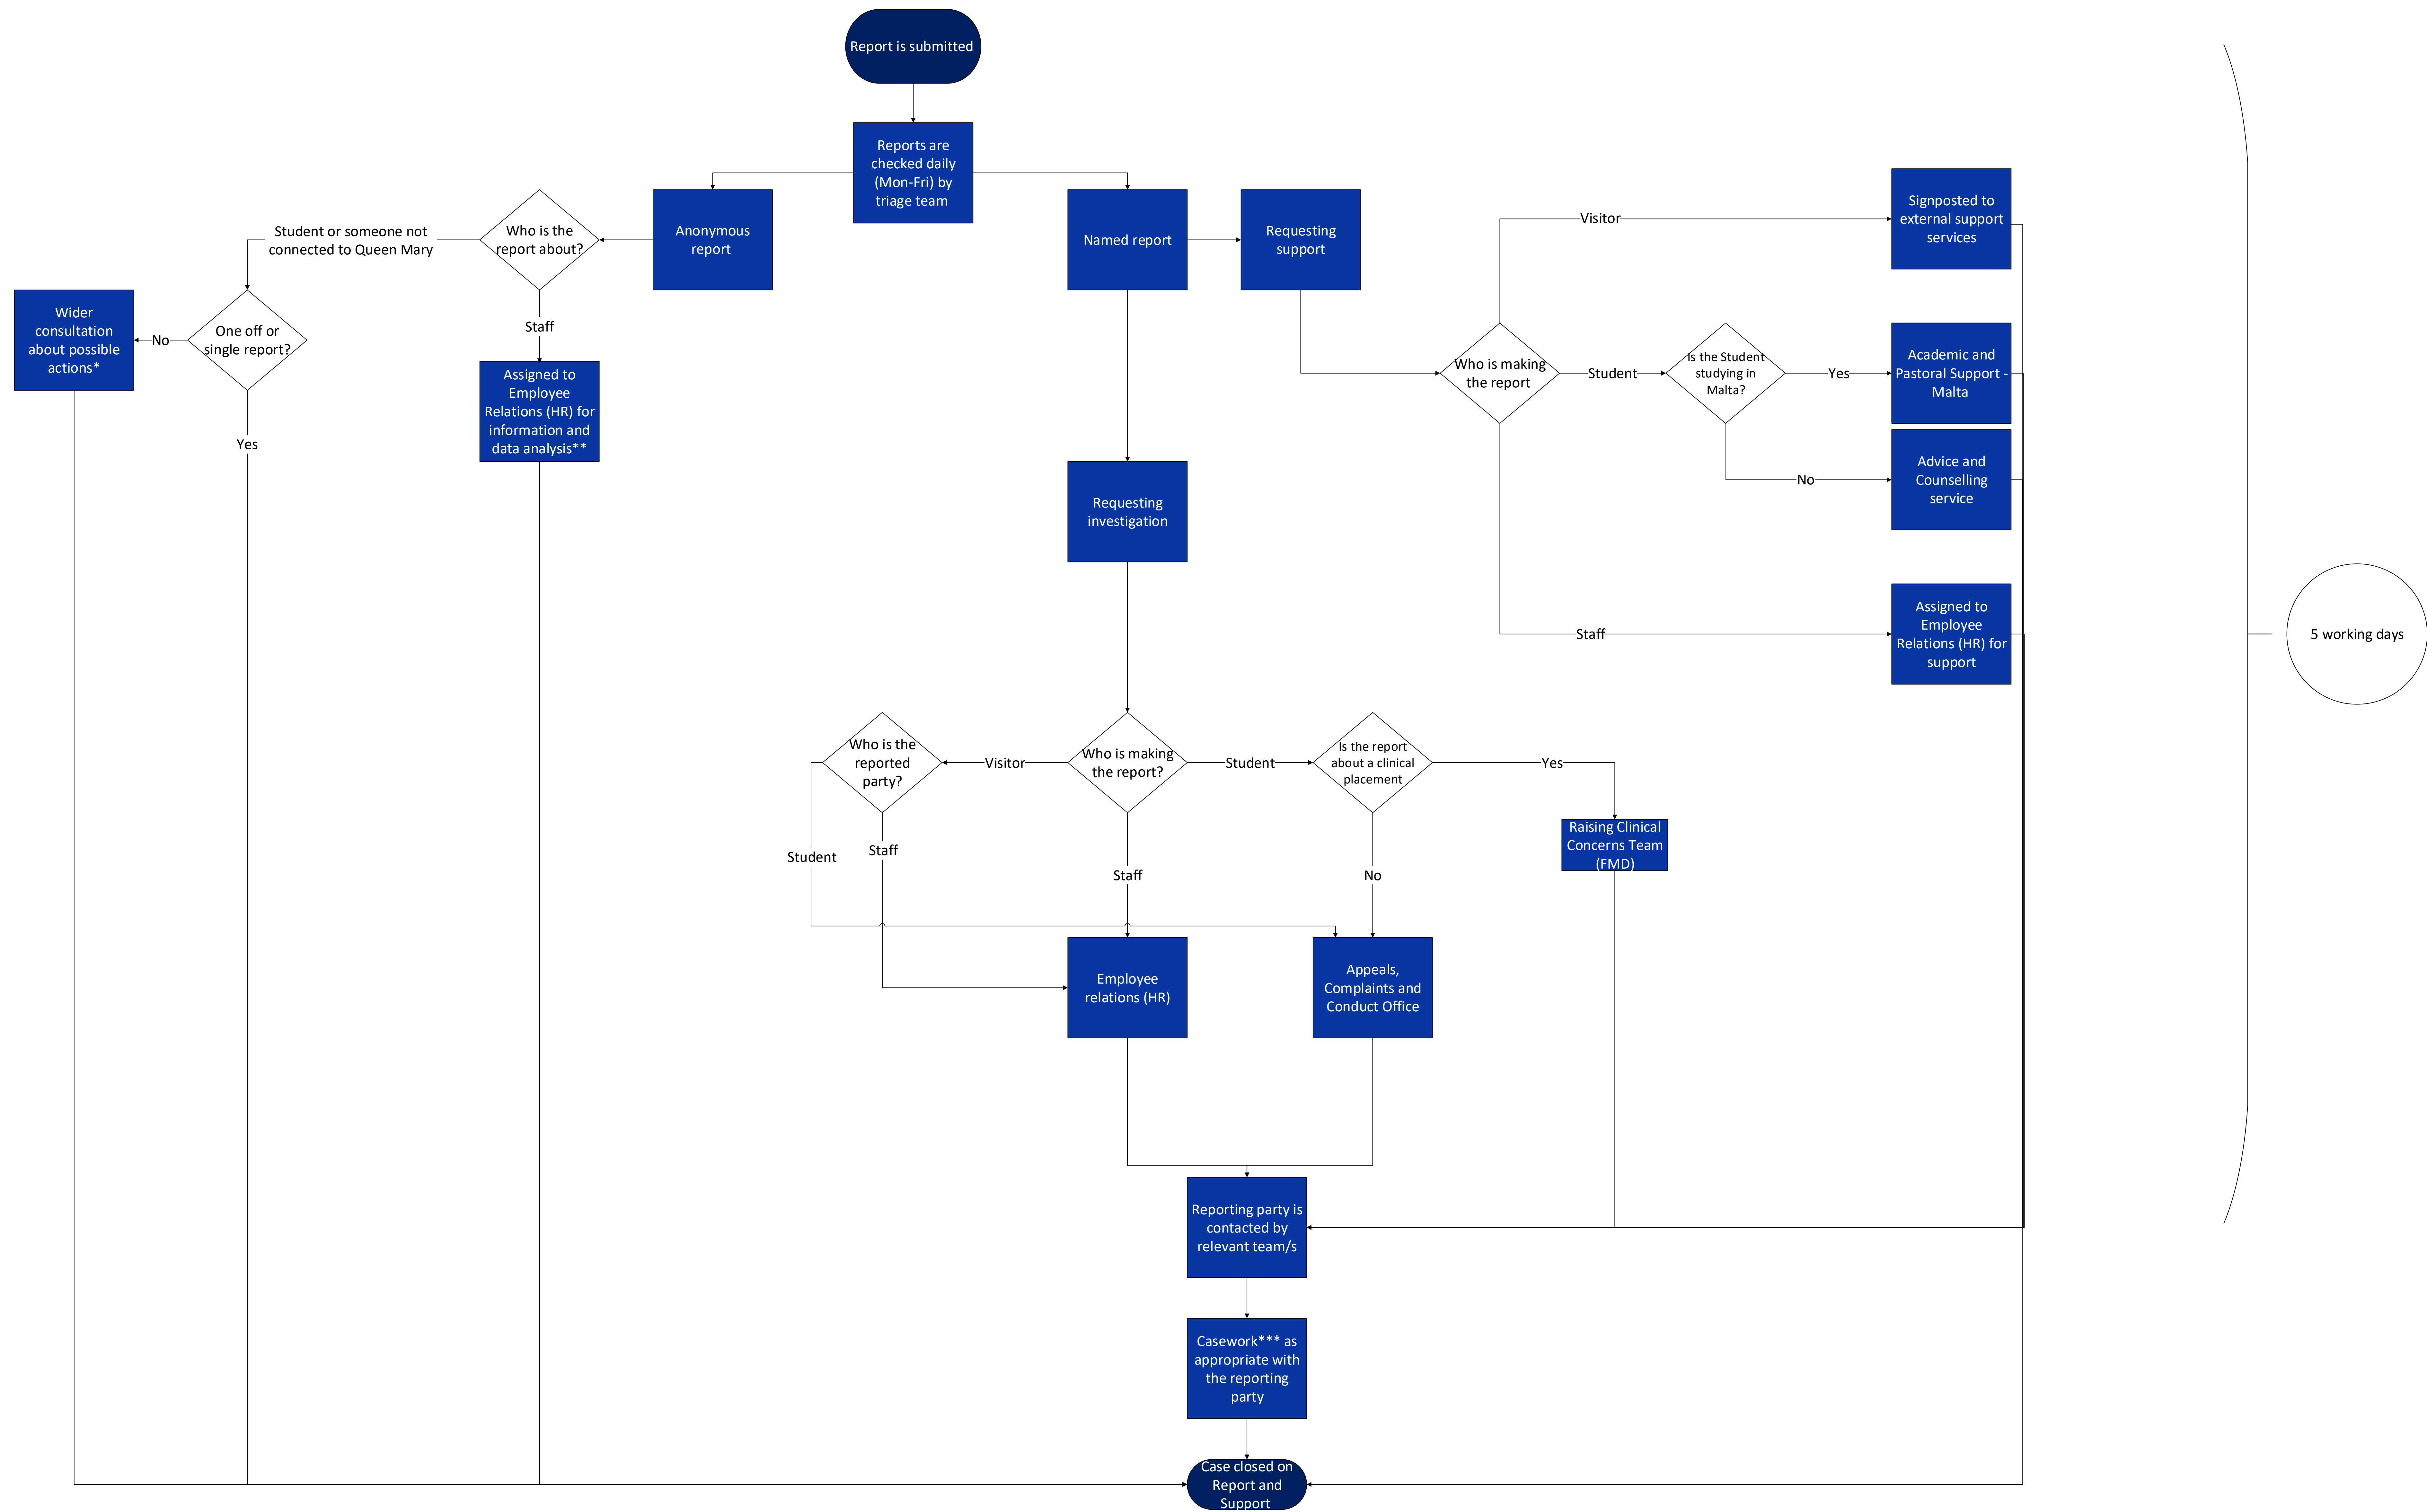 Report is submitted
Reports are
checked daily
(Mon-Fri) by
triage team
Anonymous
report
Who is the
report about?
Student or someone not
connected to Queen Mary
One off or
single report?
No
Wider
consultation
about possible
actions*
Yes
Staff
Assigned to
Employee
Relations (HR) for
information and
data analysis**
Named report
Requesting
support
Who is making
the report
Visitor
Signposted to
external support
services
Student
Is the Student
studying in
Malta?
Yes
Academic and
Pastoral Support -
Malta
No
Advice and
Counselling
service
Staff
Assigned to
Employee
Relations (HR) for
support
5 working days
Requesting
investigation
Who is making
the report?
Visitor
Who is the
reported
party?
Student
Staff
Staff
Student
Is the report
about a clinical
placement
Yes
Raising Clinical
Concerns Team
(FMD)
No
Employee
relations (HR)
Appeals,
Complaints and
Conduct Office
Reporting party is
contacted by
relevant team/s
Casework*** as
appropriate with
the reporting
party
Case closed on
Report and
Support